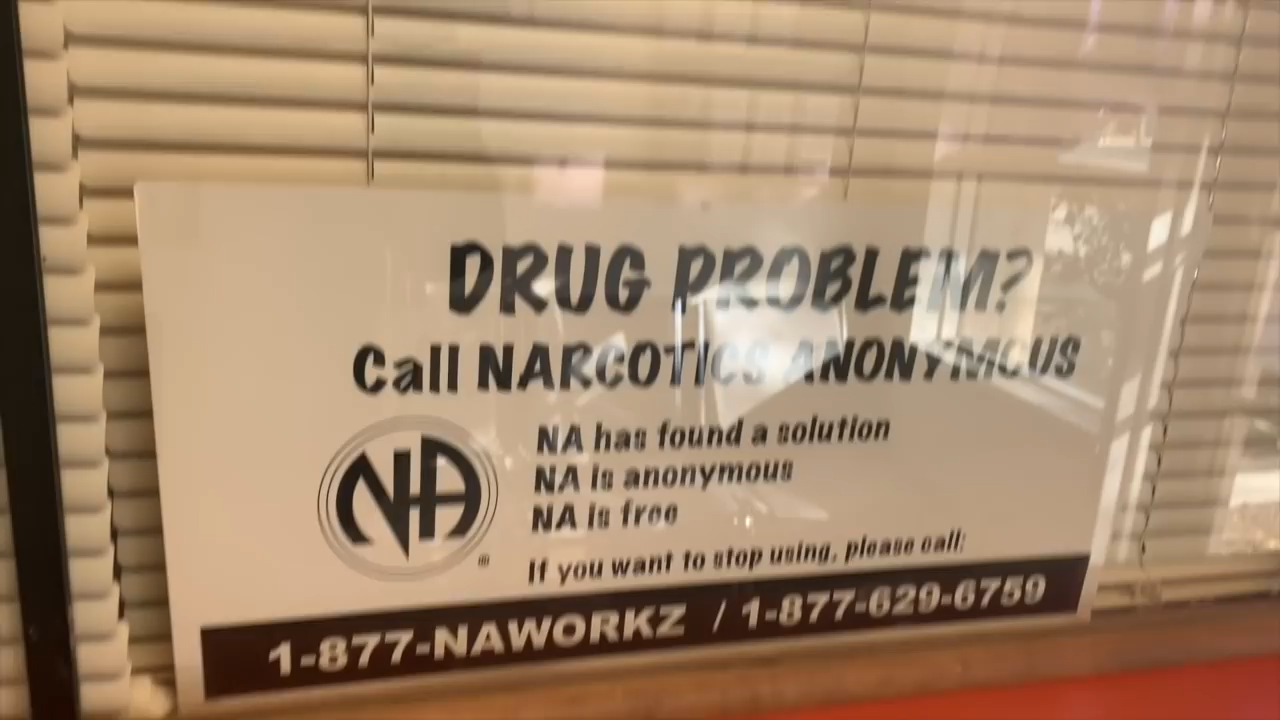 DRUG PROBLEM?
Call NARCOTICS ANONYMOUS
NA
NA has found a solution
NA is anonymous
NA is free
If you want to stop using, please call:
1-877-NAWORKZ / 1-877-629-6759